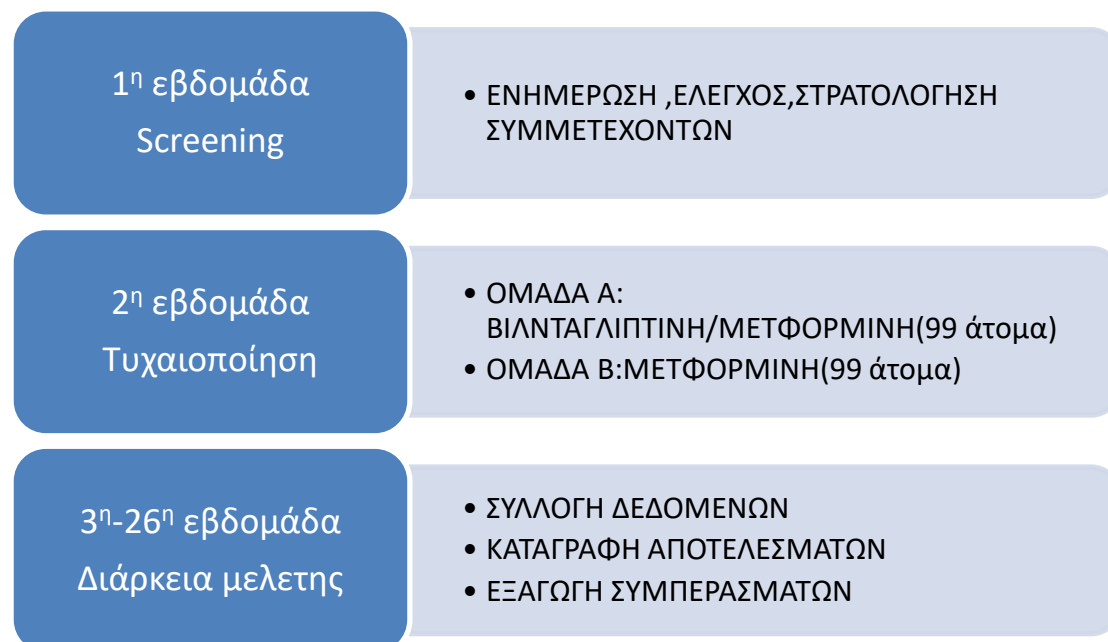 1η εβδομάδα
Screening
• ΕΝΗΜΕΡΩΣΗ ,ΕΛΕΓΧΟΣ,ΣΤΡΑΤΟΛΟΓΗΣΗ
ΣΥΜΜΕΤΕΧΟΝΤΩΝ
2η εβδομάδα
Τυχαιοποίηση
• ΟΜΑΔΑ Α:
ΒΙΛΝΤΑΓΛΙΠΤΙΝΗ/ΜΕΤΦΟΡΜΙΝΗ(99 άτομα)
• ΟΜΑΔΑ Β:ΜΕΤΦΟΡΜΙΝΗ(99 άτομα)
3η-26η εβδομάδα
Διάρκεια μελετης
• ΣΥΛΛΟΓΗ ΔΕΔΟΜΕΝΩΝ
• ΚΑΤΑΓΡΑΦΗ ΑΠΟΤΕΛΕΣΜΑΤΩΝ
• ΕΞΑΓΩΓΗ ΣΥΜΠΕΡΑΣΜΑΤΩΝ